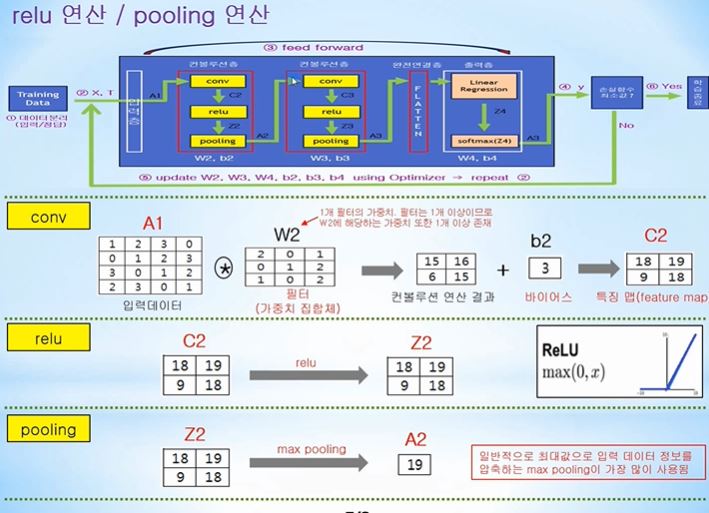 relu 연산 / pooling 연산
③ feed forward
컨볼루션층 컨볼루션층 완전연결층 출력층
Training Data
① 데이터분리 (입력/정답)
② X, T
입력층
A1
conv
C2
relu
Z2
pooling
W2, b2
A2
conv
C3
relu
Z3
pooling
W3, b3
A3
FLATTEN
Linear Regression
Z4
softmax(Z4)
W4, b4
A3
④ y
손실함수 최소값?
⑥ Yes
학습종료
No
⑤ update W2, W3, W4, b2, b3, b4 using Optimizer → repeat ②
conv
A1
1 2 3 0
0 1 2 3
3 0 1 2
2 3 0 1
입력데이터
1개 필터의 가중치. 필터는 1개 이상이므로
W2에 해당하는 가중치 또한 1개 이상 존재
W2
2 0 1
0 1 2
1 0 2
필터
(가중치 집합체)
15 16
6 15
컨볼루션 연산 결과
+
b2
3
바이어스
C2
18 19
9 18
특징 맵(feature map
relu
C2
18 19
9 18
relu
Z2
18 19
9 18
ReLU
max(0, x)
pooling
Z2
18 19
9 18
max pooling
A2
19
일반적으로 최대값으로 입력 데이터 정보를
압축하는 max pooling이 가장 많이 사용됨